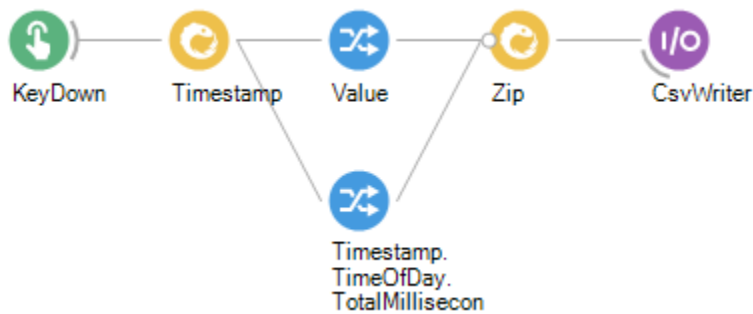 I/O
KeyDown
Timestamp
Value
Zip
CsvWriter
Timestamp.
TimeOfDay.
TotalMillisecon